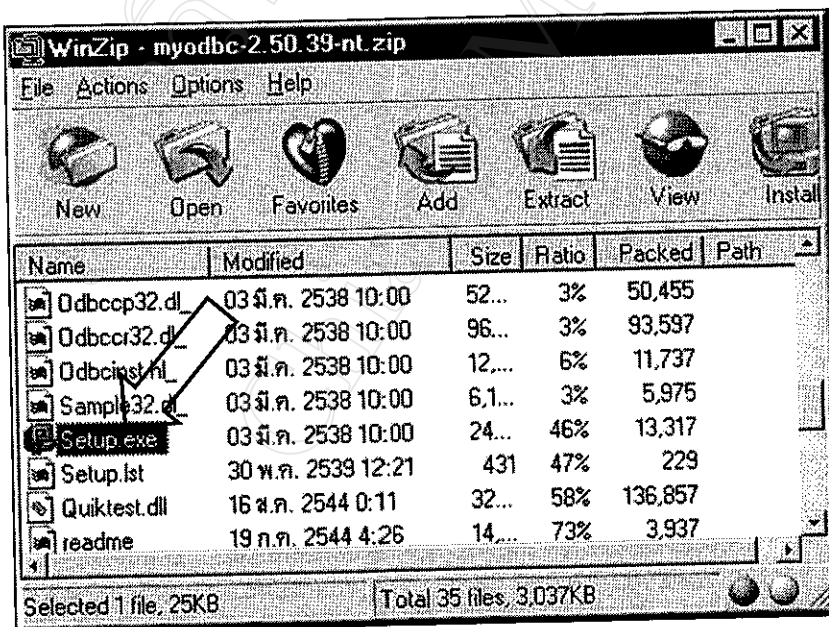 WinZip - myodbc-2.50.39-nt.zip
File Actions Options Help
New Open Favorites Add Extract View Install
Name Modified Size Ratio Packed Path
Odbccp32.dl_ 03 มี.ค. 2538 10:00 52... 3% 50,455
Odbccr32.dl_ 03 มี.ค. 2538 10:00 96... 3% 93,597
Odbcinst.hl_ 03 มี.ค. 2538 10:00 12,... 6% 11,737
Sample32.dl_ 03 มี.ค. 2538 10:00 6,1... 3% 5,975
Setup.exe 03 มี.ค. 2538 10:00 24... 46% 13,317
Setup.lst 30 พ.ค. 2539 12:21 431 47% 229
Quiktest.dll 16 ส.ค. 2544 0:11 32... 58% 136,857
readme 19 ก.ค. 2544 4:26 14,... 73% 3,937
Selected 1 file, 25KB Total 35 files, 3,037KB